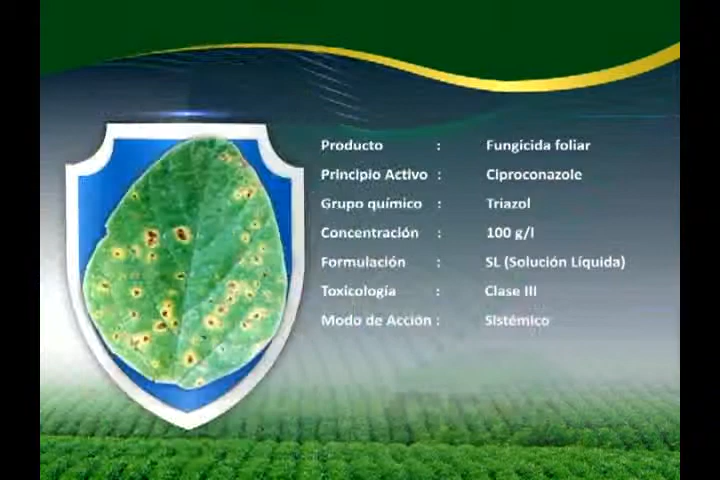 Producto : Fungicida foliar
Principio Activo : Ciproconazole
Grupo químico : Triazol
Concentración : 100 g/l
Formulación : SL (Solución Líquida)
Toxicología : Clase III
Modo de Acción : Sistémico